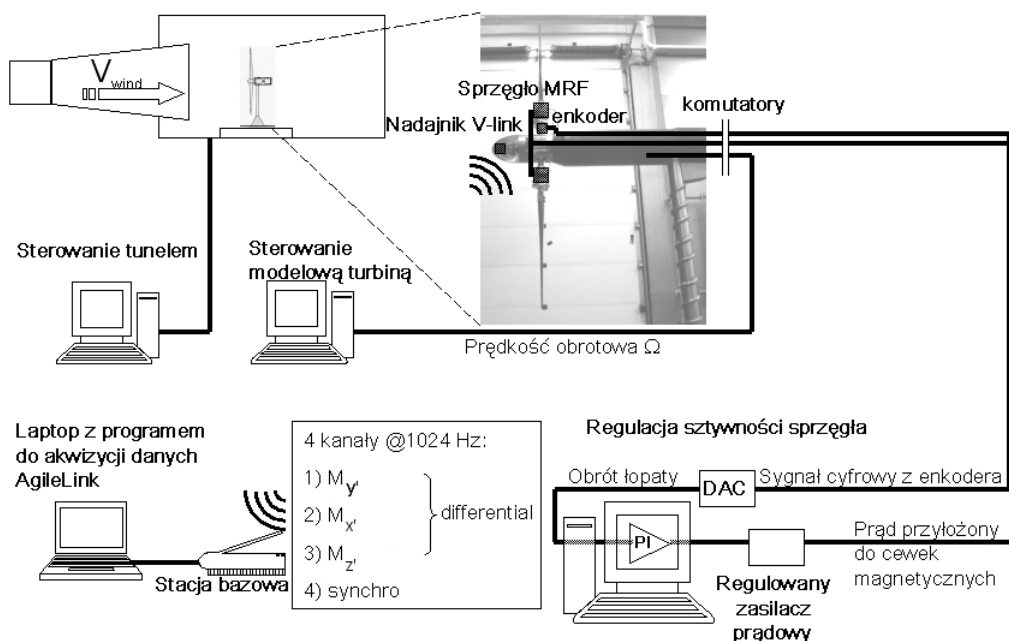 V wind
Sprzęgło MRF
enkoder
komutatory
Nadajnik V-link
Sterowanie tunelem
Sterowanie
modelową turbiną
Prędkość obrotowa Ω
Laptop z programem
do akwizycji danych
AgileLink
Stacja bazowa
4 kanały @1024 Hz:
1) My'
2) Mx'
3) Mz'
differential
4) synchro
Regulacja sztywności sprzęgła
Obrót łopaty
DAC
Sygnał cyfrowy z enkodera
PI
Prąd przyłożony
do cewek
magnetycznych
Regulowany
zasilacz
prądowy